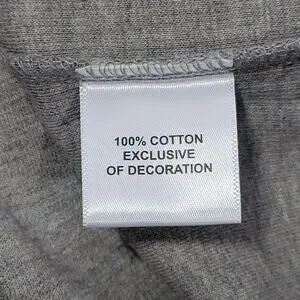 100% COTTON
EXCLUSIVE
OF DECORATION